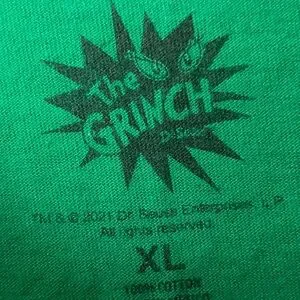 The
GRINCH
Dr. Seuss
TM & © 2021 Dr. Seuss Enterprises, L.P.
All rights reserved.
XL
100% COTTON